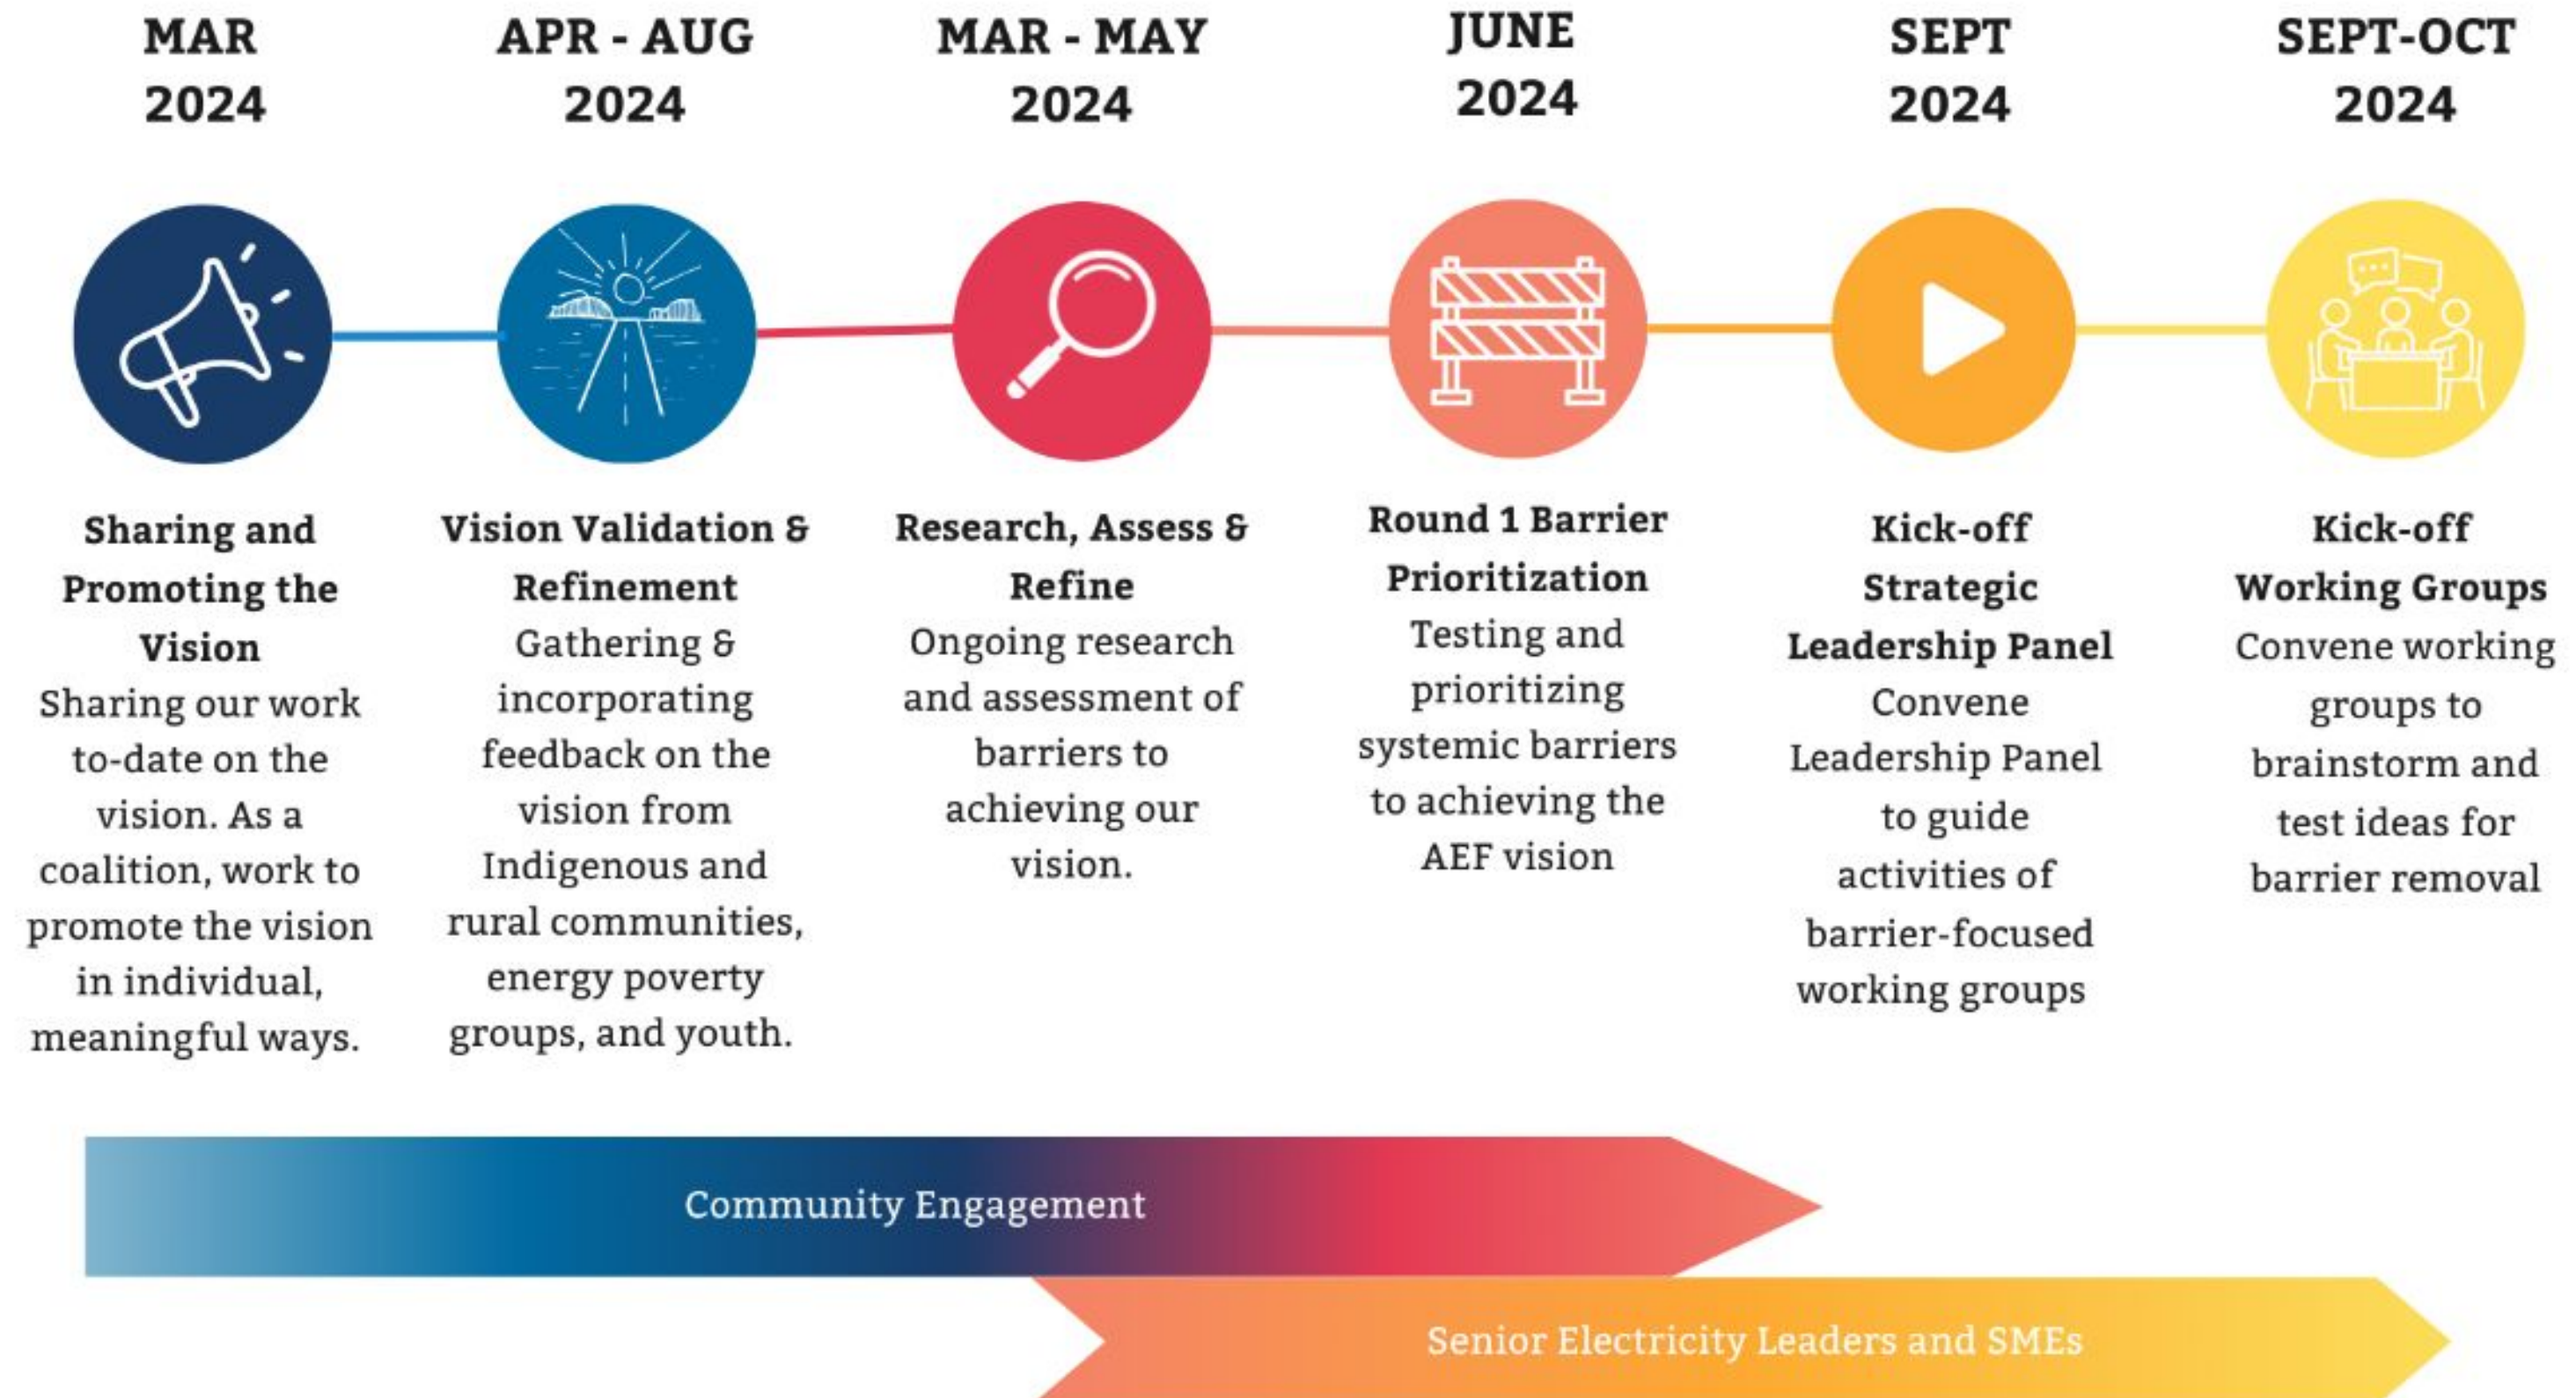 MAR
2024
APR - AUG
2024
MAR - MAY
2024
JUNE
2024
SEPT
2024
SEPT-OCT
2024
Sharing and
Promoting the
Vision
Sharing our work
to-date on the
vision. As a
coalition, work to
promote the vision
in individual,
meaningful ways.
Vision Validation &
Refinement
Gathering &
incorporating
feedback on the
vision from
Indigenous and
rural communities,
energy poverty
groups, and youth.
Research, Assess &
Refine
Ongoing research
and assessment of
barriers to
achieving our
vision.
Round 1 Barrier
Prioritization
Testing and
prioritizing
systemic barriers
to achieving the
AEF vision
Kick-off
Strategic
Leadership Panel
Convene
Leadership Panel
to guide
activities of
barrier-focused
working groups
Kick-off
Working Groups
Convene working
groups to
brainstorm and
test ideas for
barrier removal
Community Engagement
Senior Electricity Leaders and SMEs